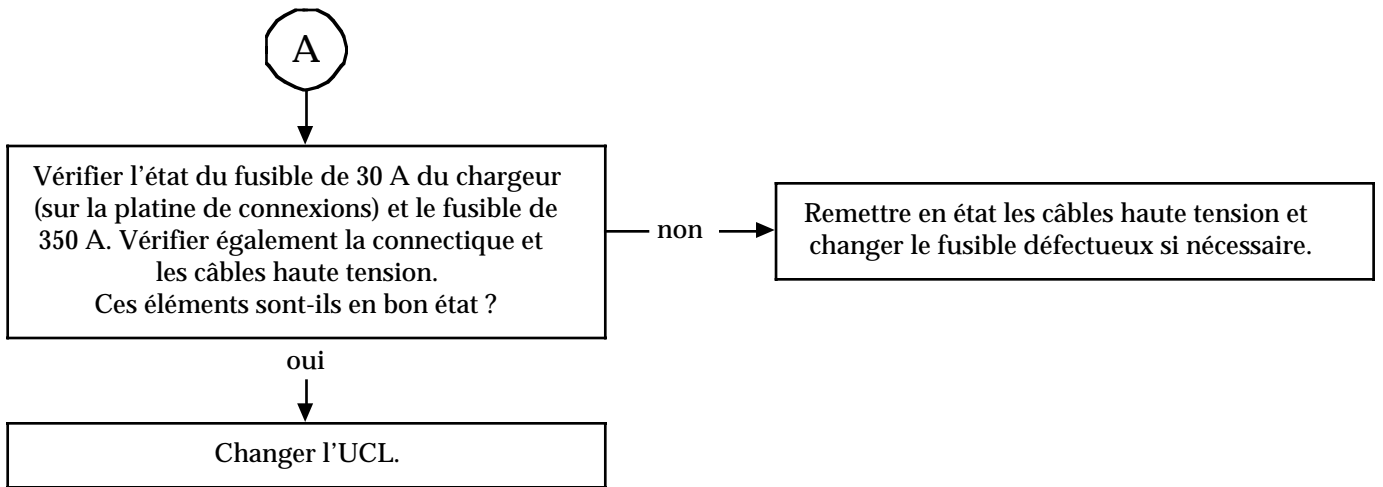 A
Vérifier l’état du fusible de 30 A du chargeur
(sur la platine de connexions) et le fusible de
350 A. Vérifier également la connectique et
les câbles haute tension.
Ces éléments sont-ils en bon état ?
non
Remettre en état les câbles haute tension et
changer le fusible défectueux si nécessaire.
oui
Changer l’UCL.